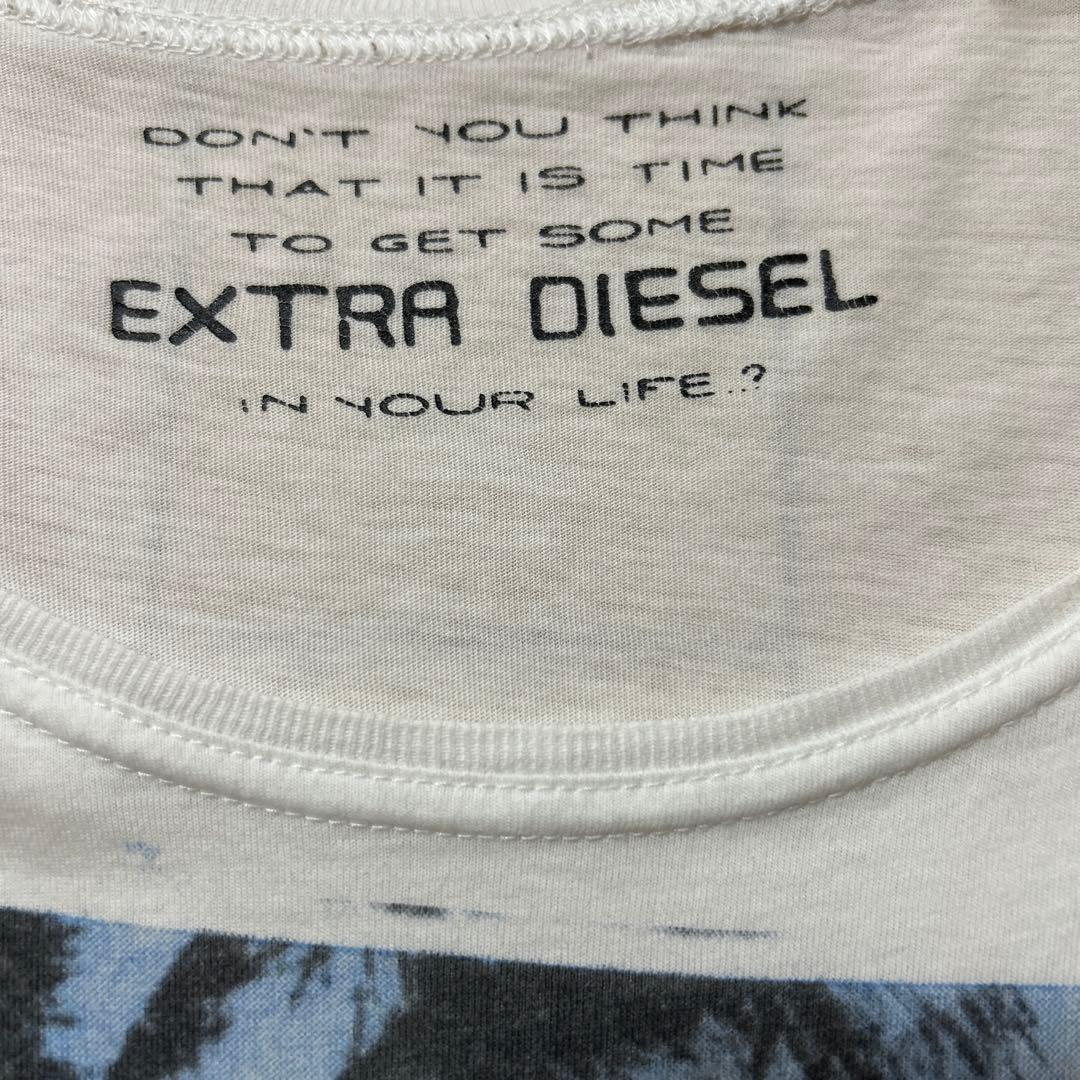 DON'T YOU THINK
THAT IT IS TIME
TO GET SOME
EXTRA DIESEL
IN YOUR LIFE..?